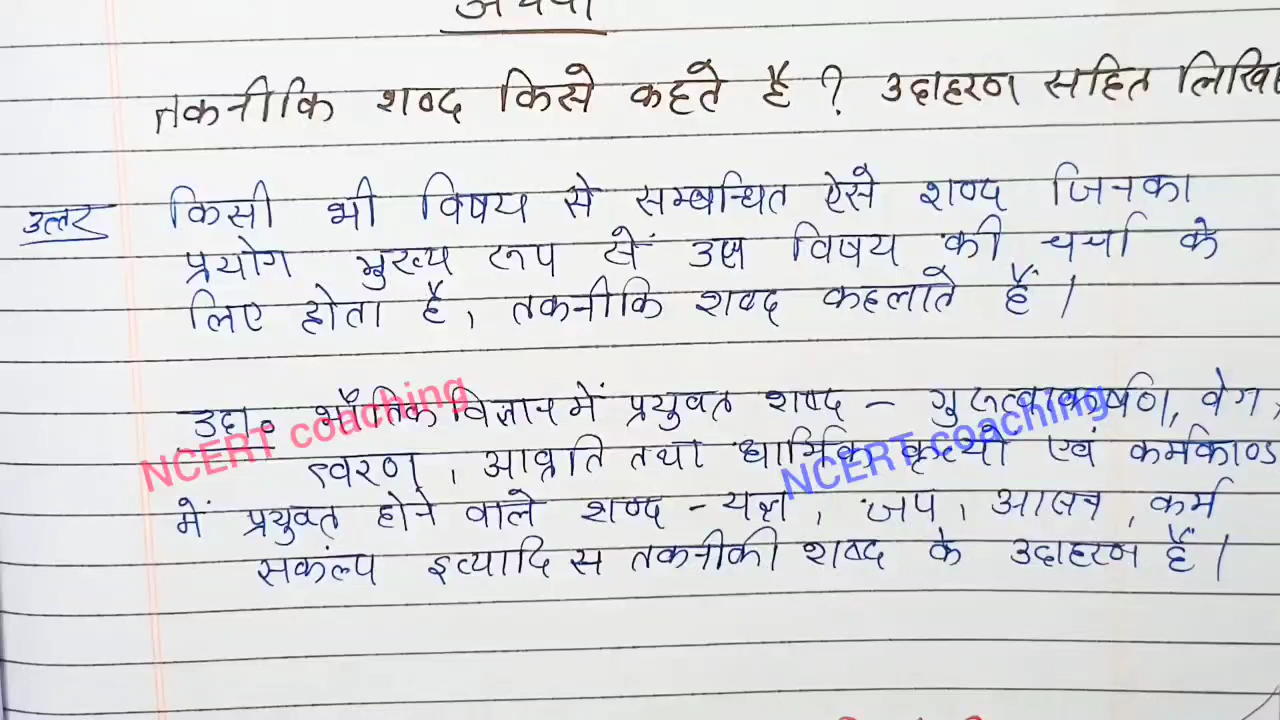 अथवा
तकनीकि शब्द किसे कहते है ? उदाहरण सहित लिखि
उत्तर किसी भी विषय से सम्बन्धित ऐसे शब्द जिनका
प्रयोग मुख्य रूप से उस विषय की चर्चा के
लिए होता है, तकनीकि शब्द कहलाते हैं।
उदा० भौतिक विज्ञान में प्रयुक्त शब्द – गुरुत्वाकर्षण, वेग,
NCERT coaching
त्वरण, आवृति तथा धार्मिक कृत्यो एवं कर्मकाण्ड
NCERT coaching
में प्रयुक्त होने वाले शब्द – यज्ञ, जप, आसन, कर्म
सकंल्प इत्यादि स तकनीकी शब्द के उदाहरण हैं।